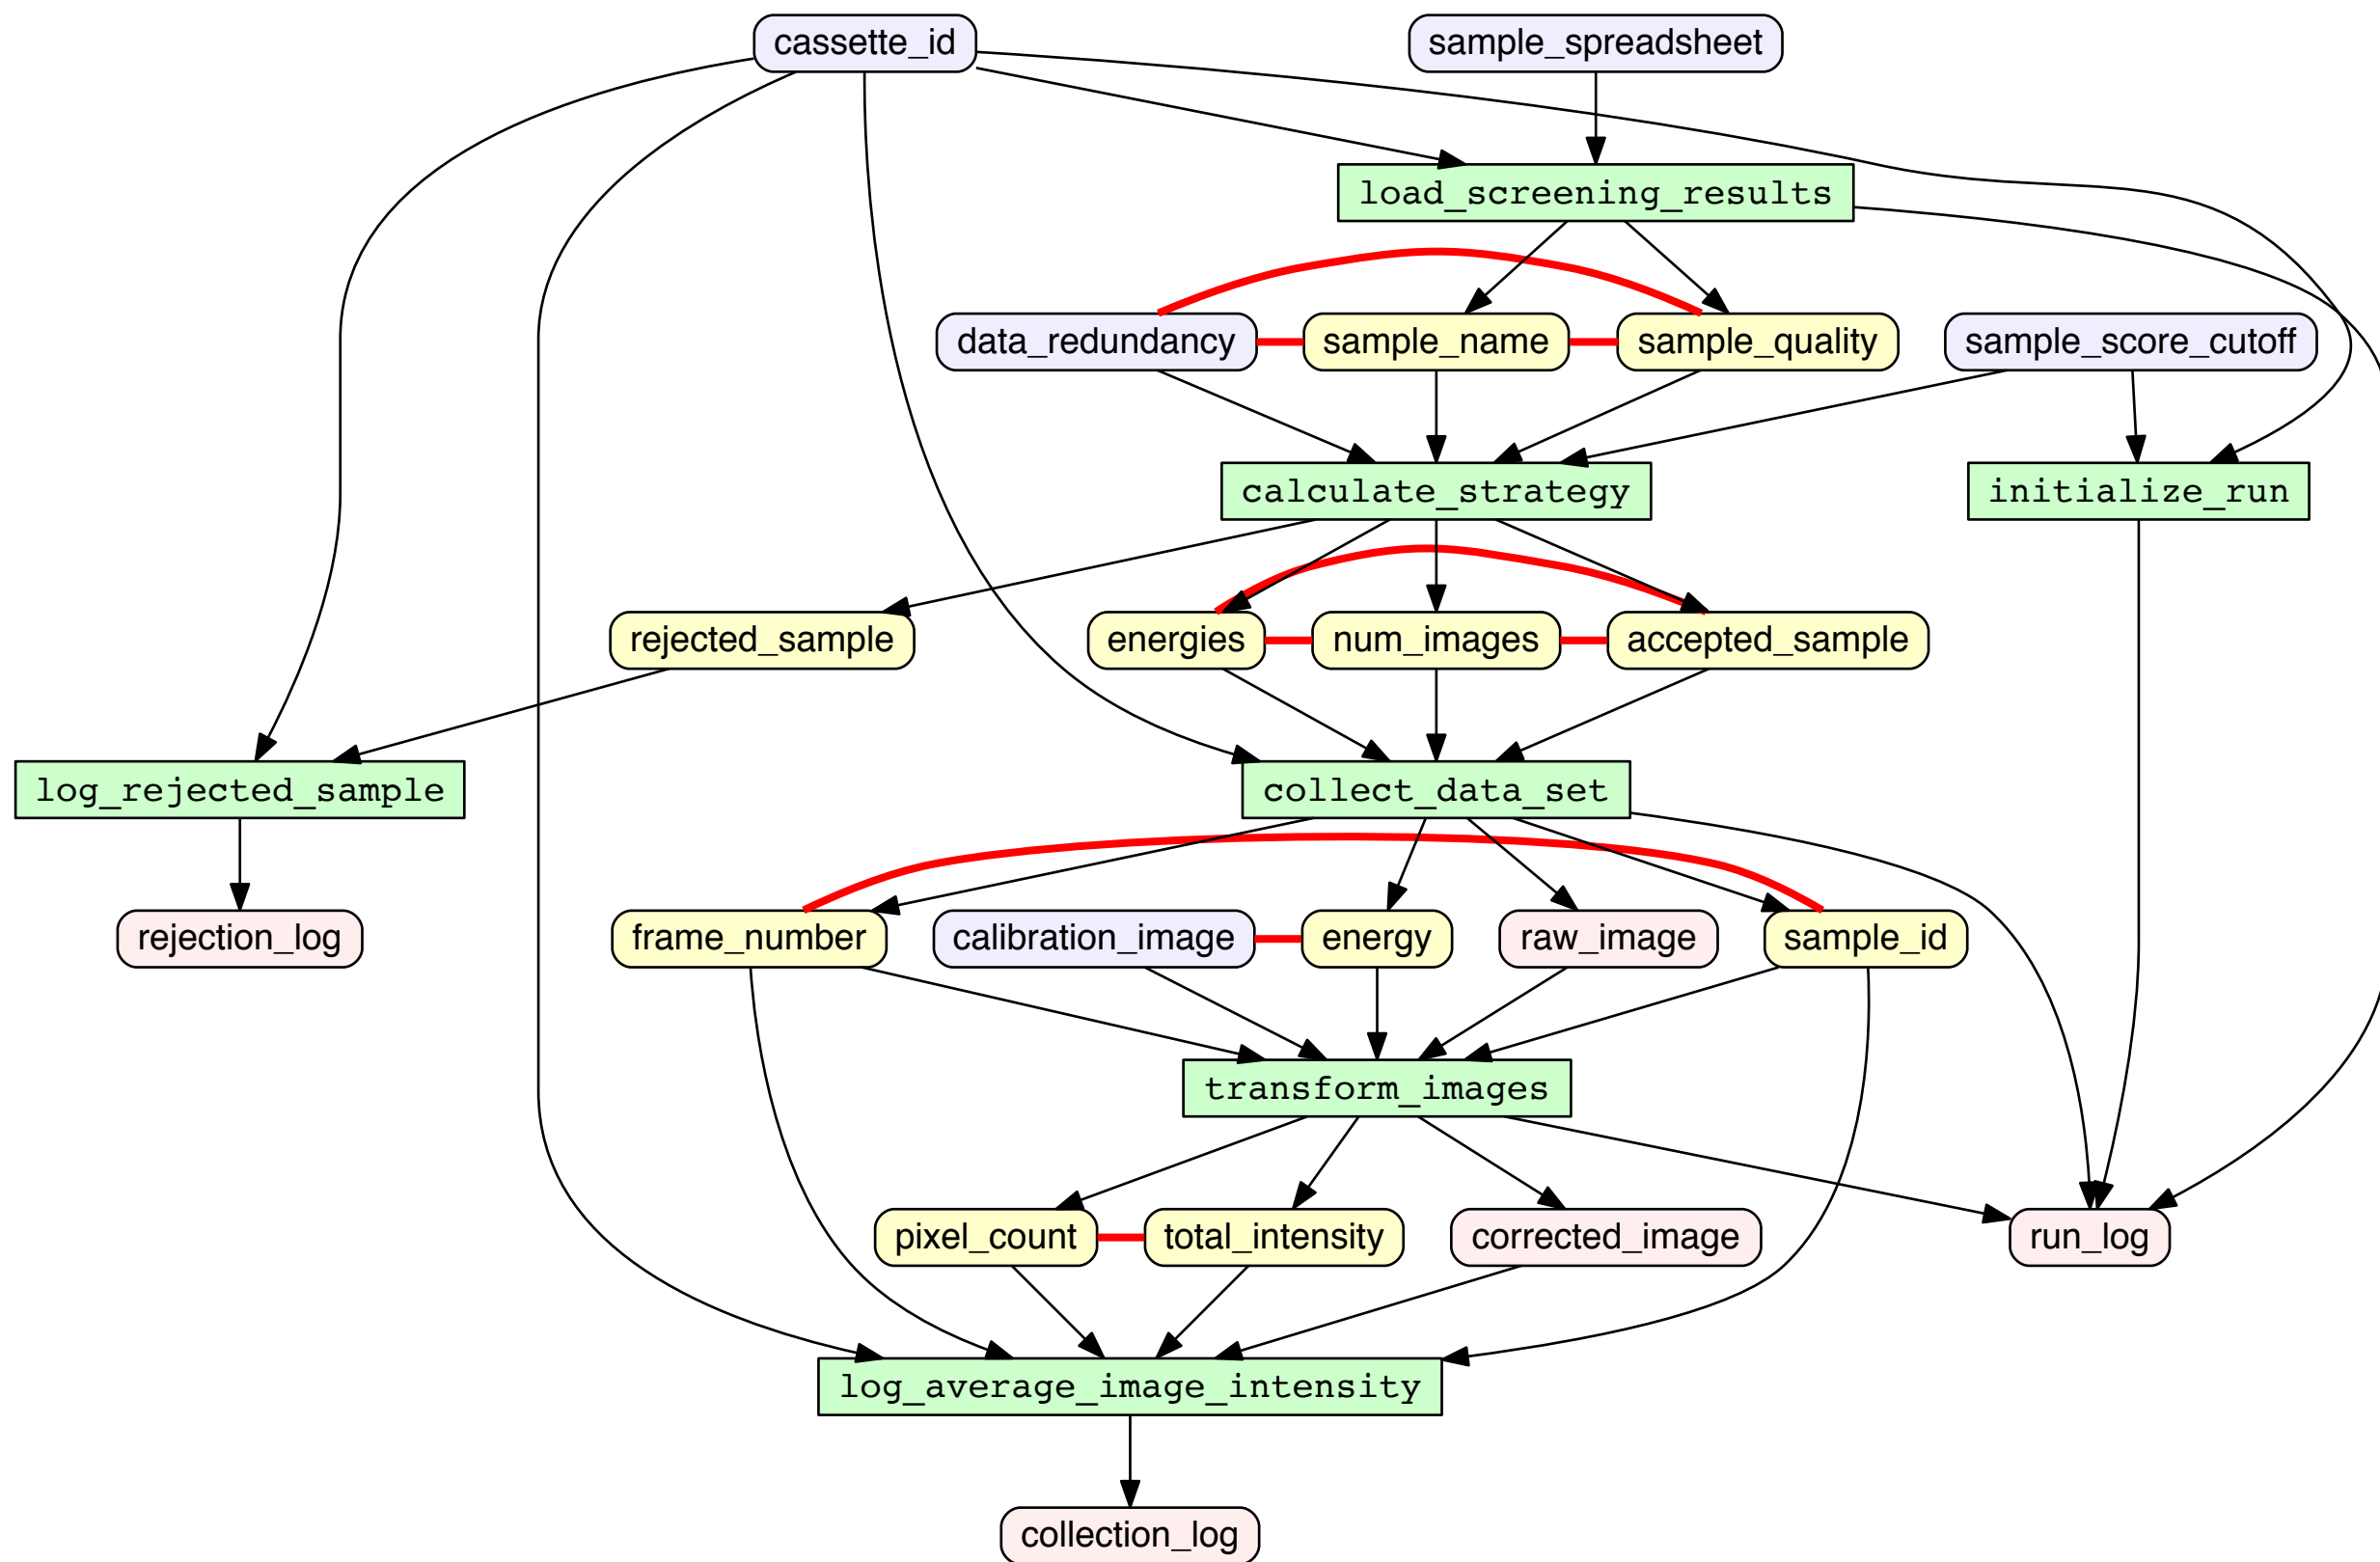 cassette_id
sample_spreadsheet
load_screening_results
data_redundancy
sample_name
sample_quality
sample_score_cutoff
calculate_strategy
initialize_run
rejected_sample
energies
num_images
accepted_sample
log_rejected_sample
collect_data_set
rejection_log
frame_number
calibration_image
energy
raw_image
sample_id
transform_images
pixel_count
total_intensity
corrected_image
run_log
log_average_image_intensity
collection_log